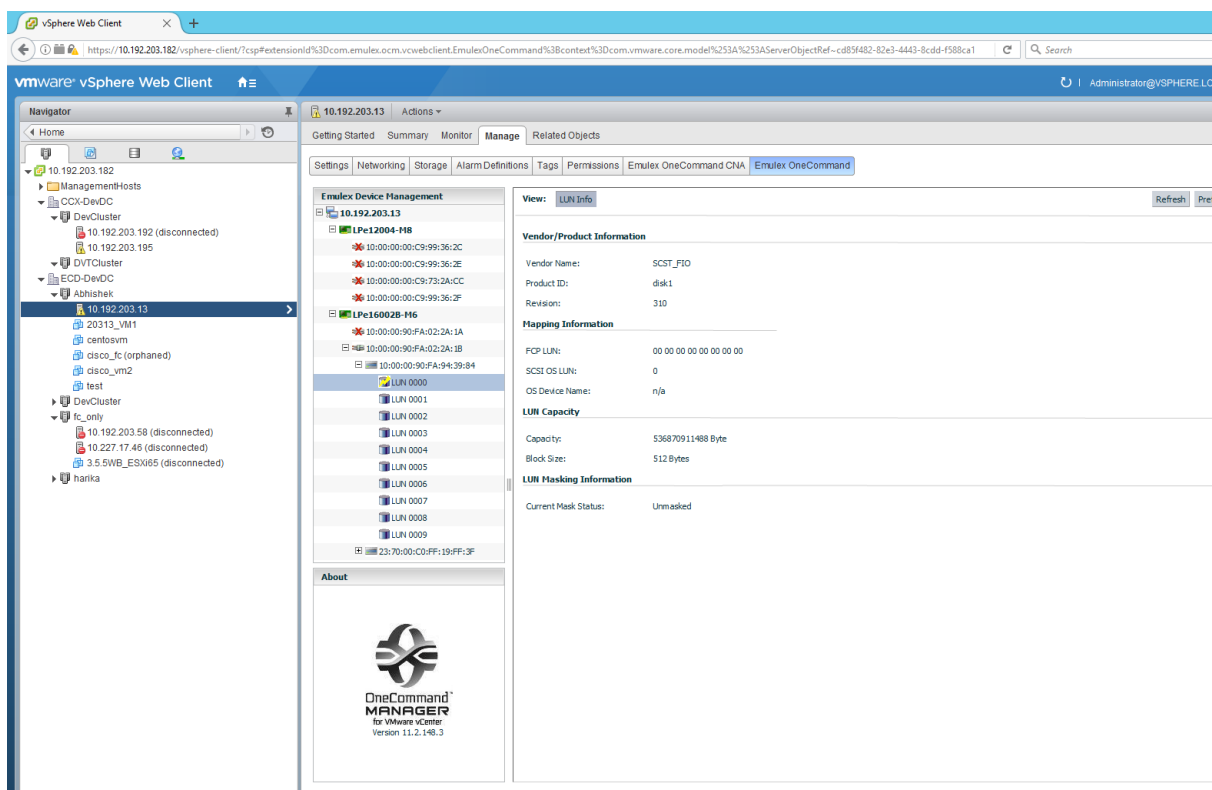 vSphere Web Client
https://10.192.203.182/vsphere-client/?csp#extensionId%3Dcom.emulex.ocm.vcwebclient.EmulexOneCommand%3Bcontext%3Dcom.vmware.core.model%253A%253AServerObjectRef~cd85f482-82e3-4443-8cdd-f588ca1
Search
vmware® vSphere Web Client
Administrator@VSPHERE.LO
Navigator
Home
10.192.203.182
ManagementHosts
CCX-DevDC
DevCluster
10.192.203.192 (disconnected)
10.192.203.195
DVTCluster
ECD-DevDC
Abhishek
10.192.203.13
20313_VM1
centosvm
cisco_fc (orphaned)
cisco_vm2
test
DevCluster
fc_only
10.192.203.58 (disconnected)
10.227.17.46 (disconnected)
3.5.5WB_ESXi65 (disconnected)
harika
10.192.203.13 Actions
Getting Started Summary Monitor Manage Related Objects
Settings Networking Storage Alarm Definitions Tags Permissions Emulex OneCommand CNA Emulex OneCommand
Emulex Device Management
10.192.203.13
LPe12004-M8
10:00:00:00:C9:99:36:2C
10:00:00:00:C9:99:36:2E
10:00:00:00:C9:73:2A:CC
10:00:00:00:C9:99:36:2F
LPe16002B-M6
10:00:00:90:FA:02:2A:1A
10:00:00:90:FA:02:2A:1B
10:00:00:90:FA:94:39:84
LUN 0000
LUN 0001
LUN 0002
LUN 0003
LUN 0004
LUN 0005
LUN 0006
LUN 0007
LUN 0008
LUN 0009
23:70:00:C0:FF:19:FF:3F
About
OneCommand™
MANAGER
for VMware vCenter
Version 11.2.148.3
View: LUN Info Refresh
Vendor/Product Information
Vendor Name: SCST_FIO
Product ID: disk1
Revision: 310
Mapping Information
FCP LUN: 00 00 00 00 00 00 00 00
SCSI OS LUN: 0
OS Device Name: n/a
LUN Capacity
Capacity: 536870911488 Byte
Block Size: 512 Bytes
LUN Masking Information
Current Mask Status: Unmasked